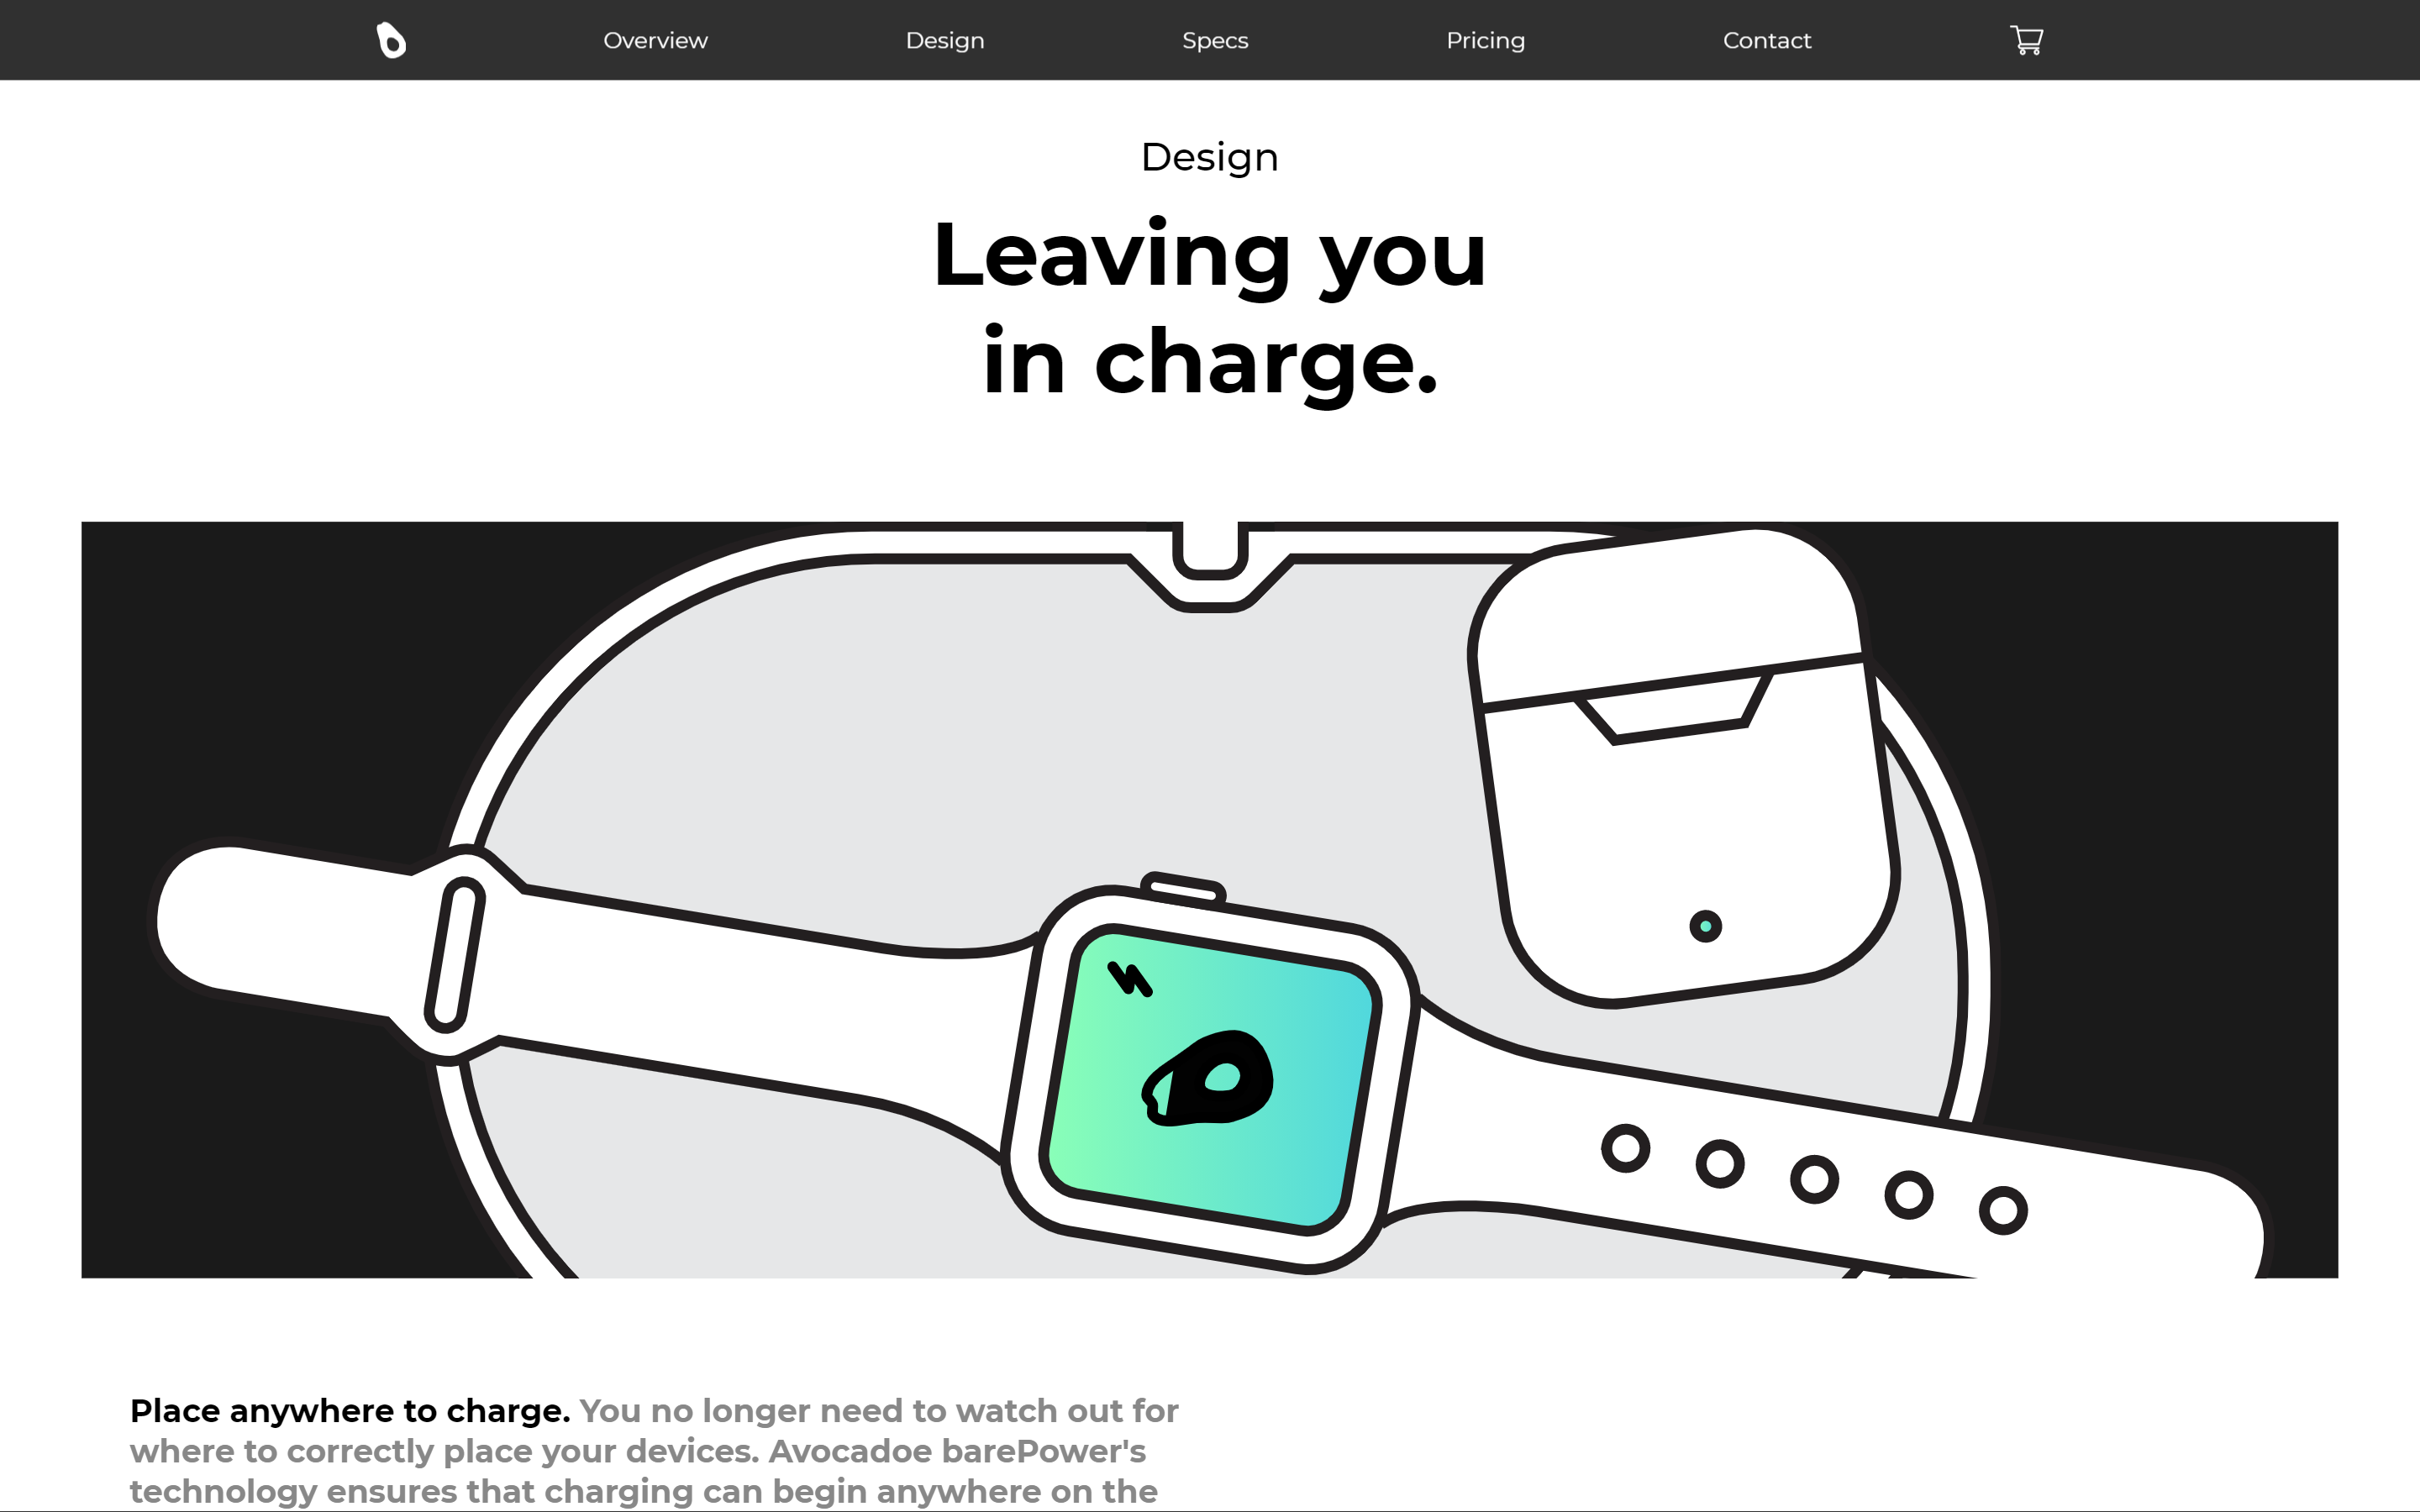 Overview Design Specs Pricing Contact
Design
Leaving you
in charge.
Place anywhere to charge. You no longer need to watch out for
where to correctly place your devices. Avocadoe barePower's
technology ensures that charging can begin anywhere on the